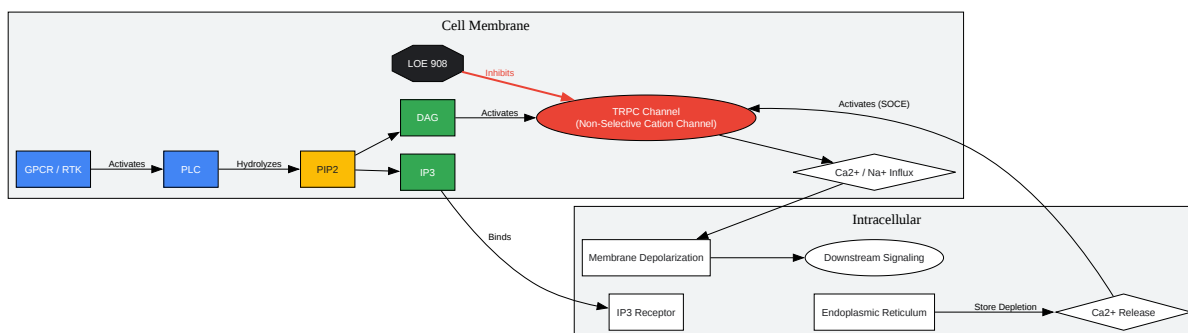 Cell Membrane
LOE 908
Inhibits
TRPC Channel
(Non-Selective Cation Channel)
Activates (SOCE)
DAG
Activates
GPCR / RTK
Activates
PLC
Hydrolyzes
PIP2
IP3
Ca2+ / Na+ Influx
Intracellular
Binds
Membrane Depolarization
Downstream Signaling
IP3 Receptor
Endoplasmic Reticulum
Store Depletion
Ca2+ Release